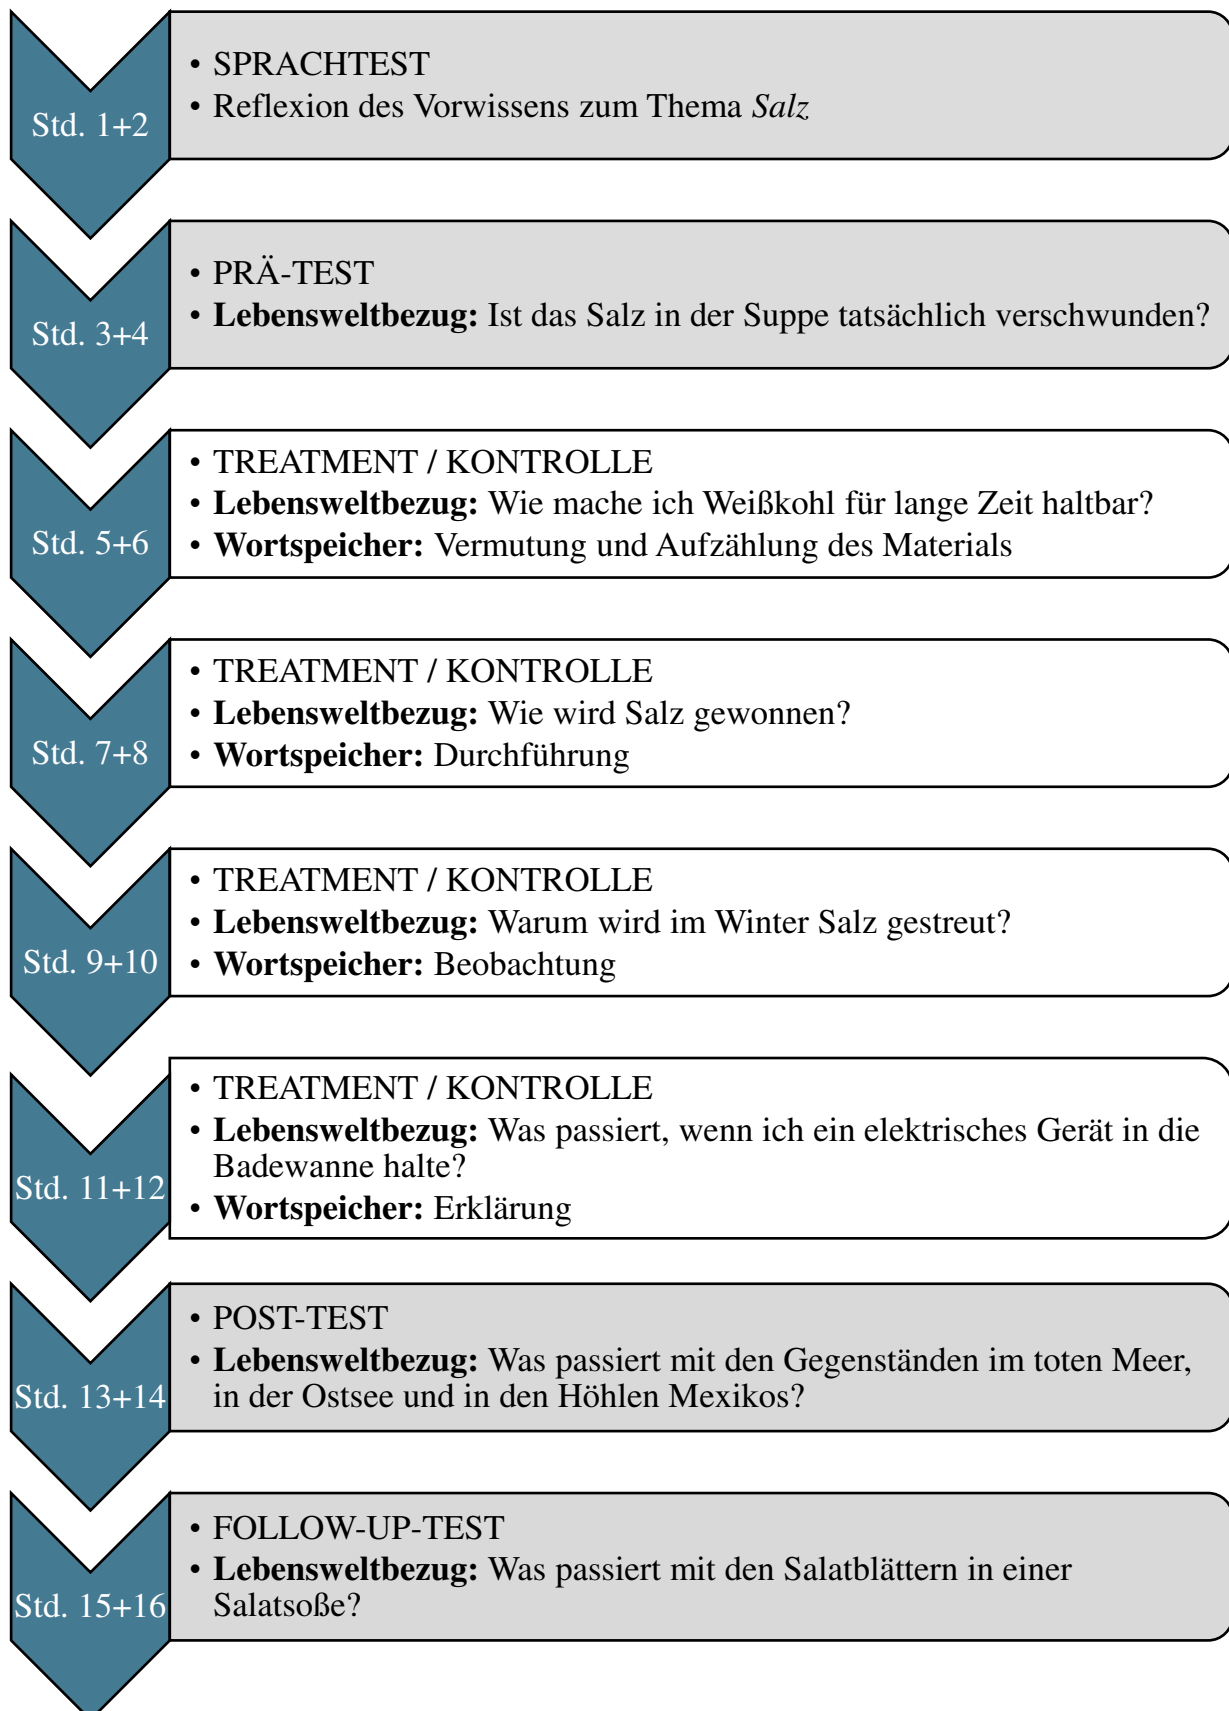 Std. 1+2
• SPRACHTEST
• Reflexion des Vorwissens zum Thema Salz
Std. 3+4
• PRÄ-TEST
• Lebensweltbezug: Ist das Salz in der Suppe tatsächlich verschwunden?
Std. 5+6
• TREATMENT / KONTROLLE
• Lebensweltbezug: Wie mache ich Weißkohl für lange Zeit haltbar?
• Wortspeicher: Vermutung und Aufzählung des Materials
Std. 7+8
• TREATMENT / KONTROLLE
• Lebensweltbezug: Wie wird Salz gewonnen?
• Wortspeicher: Durchführung
Std. 9+10
• TREATMENT / KONTROLLE
• Lebensweltbezug: Warum wird im Winter Salz gestreut?
• Wortspeicher: Beobachtung
Std. 11+12
• TREATMENT / KONTROLLE
• Lebensweltbezug: Was passiert, wenn ich ein elektrisches Gerät in die
Badewanne halte?
• Wortspeicher: Erklärung
Std. 13+14
• POST-TEST
• Lebensweltbezug: Was passiert mit den Gegenständen im toten Meer,
in der Ostsee und in den Höhlen Mexikos?
Std. 15+16
• FOLLOW-UP-TEST
• Lebensweltbezug: Was passiert mit den Salatblättern in einer
Salatsoße?